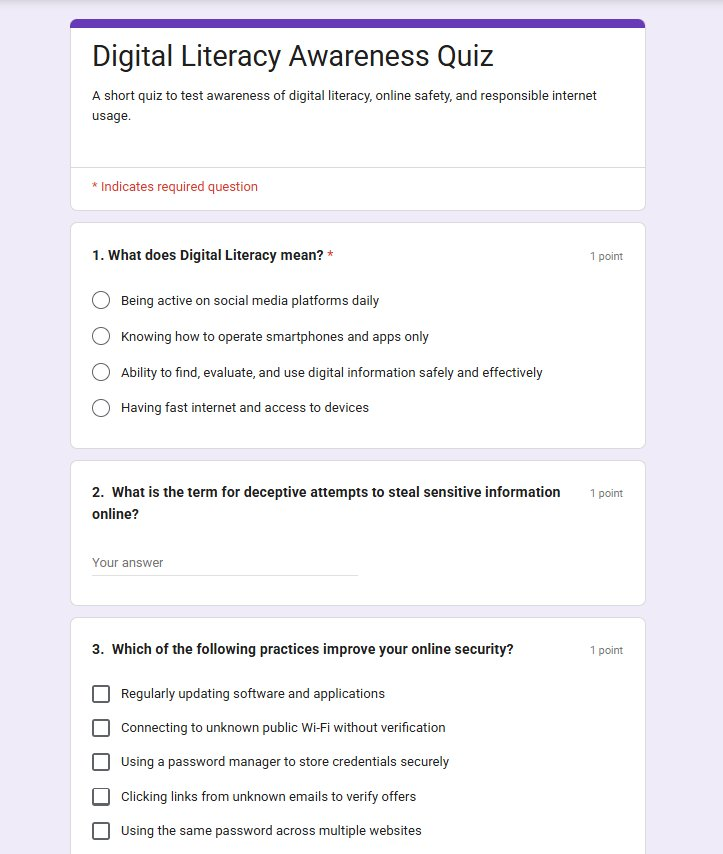 Digital Literacy Awareness Quiz
A short quiz to test awareness of digital literacy, online safety, and responsible internet
usage.
* Indicates required question
1. What does Digital Literacy mean? *
1 point
Being active on social media platforms daily
Knowing how to operate smartphones and apps only
Ability to find, evaluate, and use digital information safely and effectively
Having fast internet and access to devices
2. What is the term for deceptive attempts to steal sensitive information
1 point
online?
Your answer
3. Which of the following practices improve your online security?
1 point
Regularly updating software and applications
Connecting to unknown public Wi-Fi without verification
Using a password manager to store credentials securely
Clicking links from unknown emails to verify offers
Using the same password across multiple websites